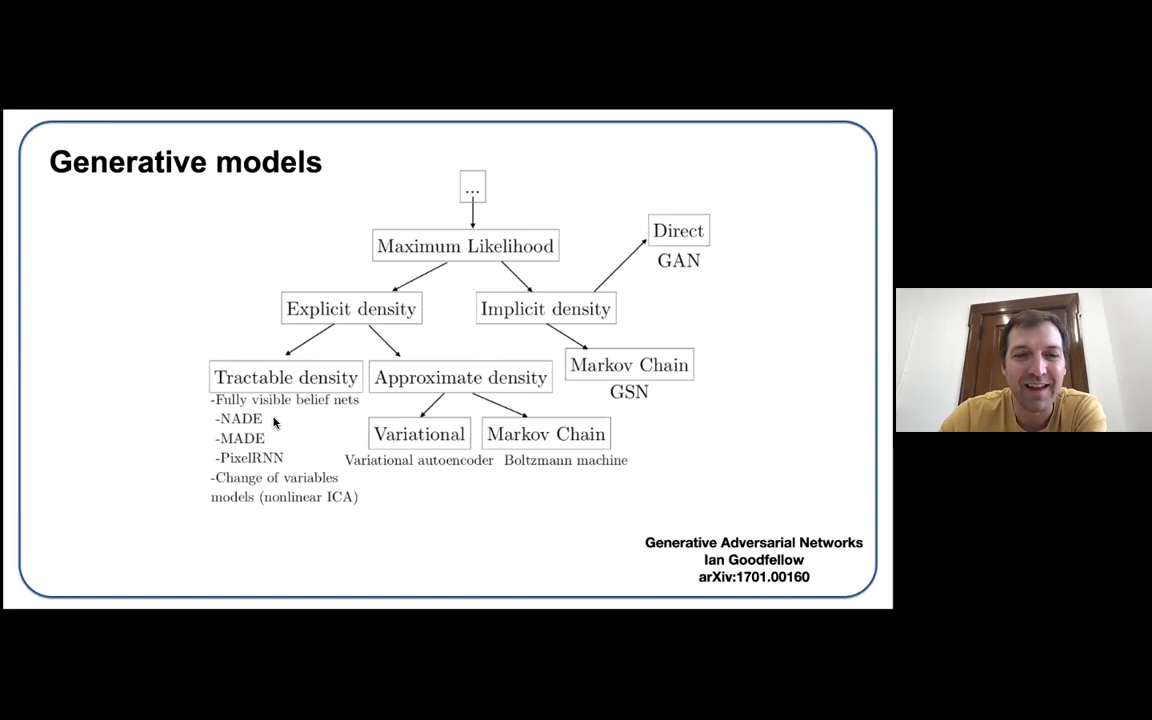 Generative models
...
Maximum Likelihood
Direct
GAN
Explicit density
Implicit density
Tractable density
Approximate density
Markov Chain
GSN
-Fully visible belief nets
-NADE
-MADE
-PixelRNN
-Change of variables
models (nonlinear ICA)
Variational
Markov Chain
Variational autoencoder
Boltzmann machine
Generative Adversarial Networks
Ian Goodfellow
arXiv:1701.00160